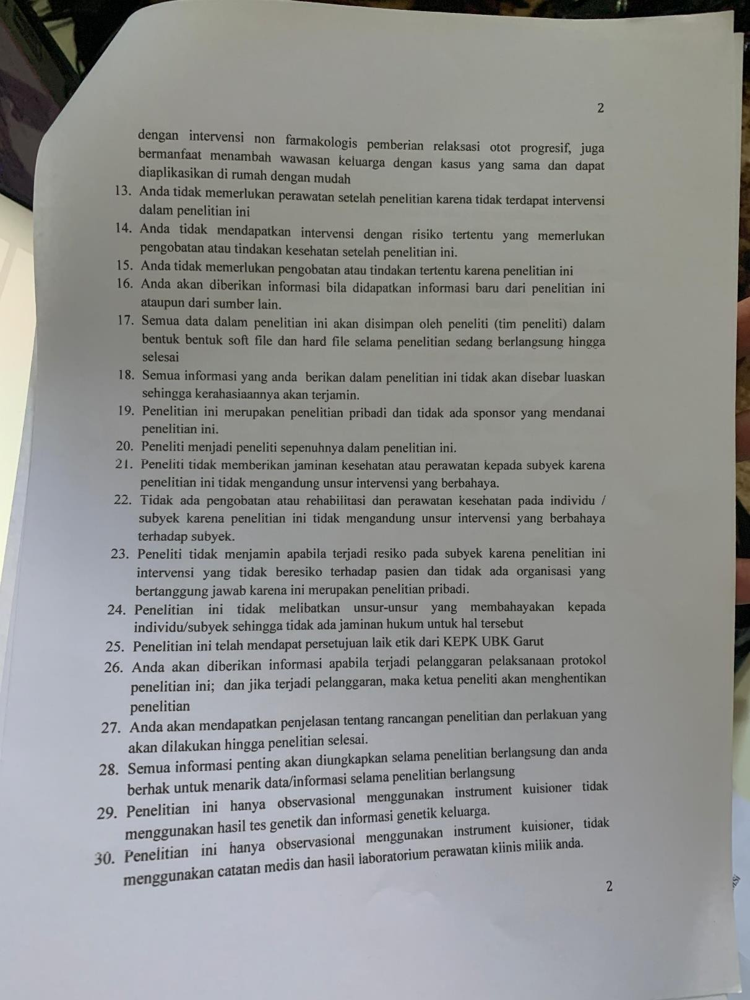 2
dengan intervensi non farmakologis pemberian relaksasi otot progresif, juga
bermanfaat menambah wawasan keluarga dengan kasus yang sama dan dapat
diaplikasikan di rumah dengan mudah
13. Anda tidak memerlukan perawatan setelah penelitian karena tidak terdapat intervensi
dalam penelitian ini
14. Anda tidak mendapatkan intervensi dengan risiko tertentu yang memerlukan
pengobatan atau tindakan kesehatan setelah penelitian ini.
15. Anda tidak memerlukan pengobatan atau tindakan tertentu karena penelitian ini
16. Anda akan diberikan informasi bila didapatkan informasi baru dari penelitian ini
ataupun dari sumber lain.
17. Semua data dalam penelitian ini akan disimpan oleh peneliti (tim peneliti) dalam
bentuk bentuk soft file dan hard file selama penelitian sedang berlangsung hingga
selesai
18. Semua informasi yang anda berikan dalam penelitian ini tidak akan disebar luaskan
sehingga kerahasiaannya akan terjamin.
19. Penelitian ini merupakan penelitian pribadi dan tidak ada sponsor yang mendanai
penelitian ini.
20. Peneliti menjadi peneliti sepenuhnya dalam penelitian ini.
21. Peneliti tidak memberikan jaminan kesehatan atau perawatan kepada subyek karena
penelitian ini tidak mengandung unsur intervensi yang berbahaya.
22. Tidak ada pengobatan atau rehabilitasi dan perawatan kesehatan pada individu /
subyek karena penelitian ini tidak mengandung unsur intervensi yang berbahaya
terhadap subyek.
23. Peneliti tidak menjamin apabila terjadi resiko pada subyek karena penelitian ini
intervensi yang tidak beresiko terhadap pasien dan tidak ada organisasi yang
bertanggung jawab karena ini merupakan penelitian pribadi.
24. Penelitian ini tidak melibatkan unsur-unsur yang membahayakan kepada
individu/subyek sehingga tidak ada jaminan hukum untuk hal tersebut
25. Penelitian ini telah mendapat persetujuan laik etik dari KEPK UBK Garut
26. Anda akan diberikan informasi apabila terjadi pelanggaran pelaksanaan protokol
penelitian ini; dan jika terjadi pelanggaran, maka ketua peneliti akan menghentikan
penelitian
27. Anda akan mendapatkan penjelasan tentang rancangan penelitian dan perlakuan yang
akan dilakukan hingga penelitian selesai.
28. Semua informasi penting akan diungkapkan selama penelitian berlangsung dan anda
berhak untuk menarik data/informasi selama penelitian berlangsung
29. Penelitian ini hanya observasional menggunakan instrument kuisioner tidak
menggunakan hasil tes genetik dan informasi genetik keluarga.
30. Penelitian ini hanya observasional menggunakan instrument kuisioner, tidak
menggunakan catatan medis dan hasil laboratorium perawatan klinis milik anda.
2